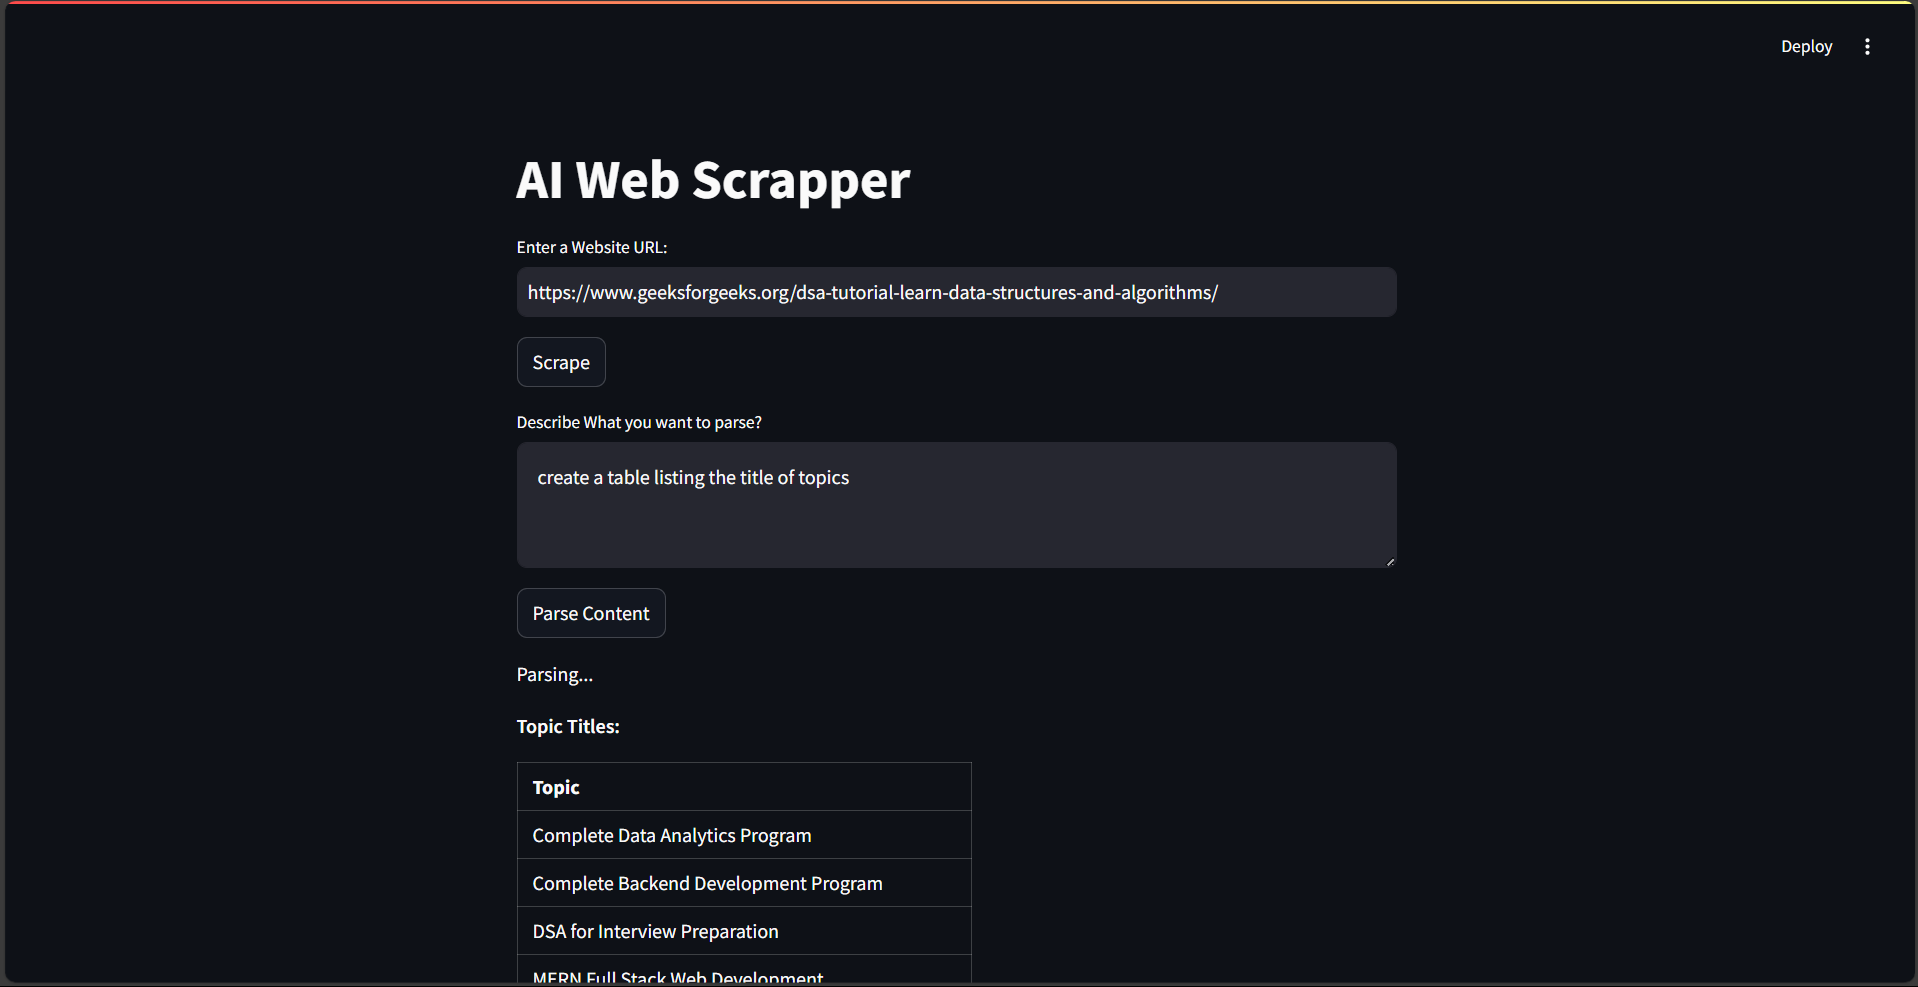 Deploy
AI Web Scrapper
Enter a Website URL:
https://www.geeksforgeeks.org/dsa-tutorial-learn-data-structures-and-algorithms/
Scrape
Describe What you want to parse?
create a table listing the title of topics
Parse Content
Parsing...
Topic Titles:
Topic
Complete Data Analytics Program
Complete Backend Development Program
DSA for Interview Preparation
MERN Full Stack Web Development